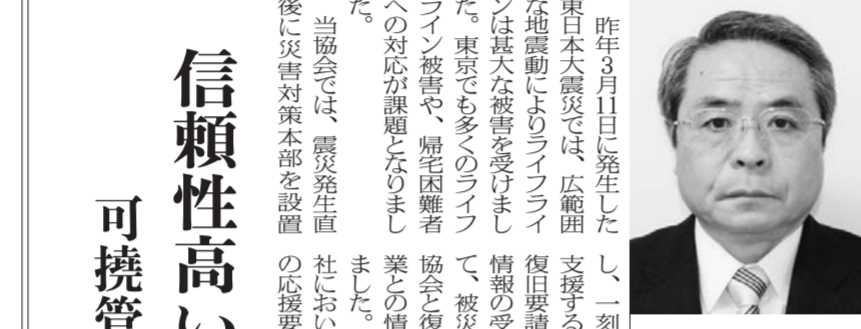 昨年3月11日に発生した
東日本大震災では、広範囲
な地震動によりライフライ
ンは甚大な被害を受けまし
た。東京でも多くのライフ
ライン被害や、帰宅困難者
への対応が課題となりまし
た。
当協会では、震災発生直
後に災害対策本部を設置
し、一刻
支援する
復旧要請
情報の受
て、被災
協会と復
業との情
ました。
社におい
の応援要
信頼性高い
可撓管